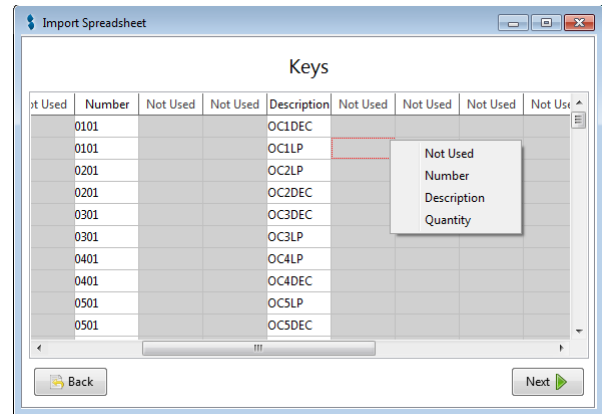 Import Spreadsheet
Keys
ot Used Number Not Used Not Used Description Not Used Not Used Not Used Not Use
0101 OC1DEC
0101 OC1LP
0201 OC2LP
0201 OC2DEC
0301 OC3DEC
0301 OC3LP
0401 OC4LP
0401 OC4DEC
0501 OC5LP
0501 OC5DEC
Not Used
Number
Description
Quantity
Back Next